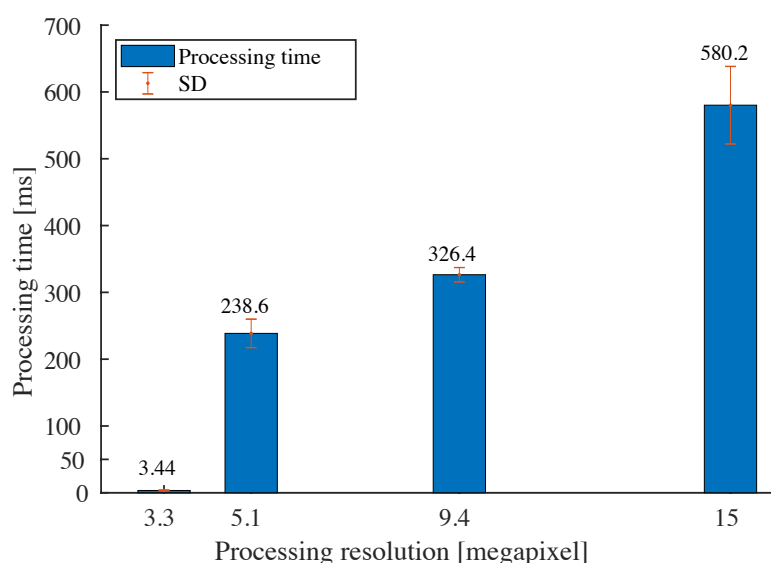 700
600
500
400
300
200
100
50
0
Processing time [ms]
Processing time
SD
3.44
238.6
326.4
580.2
3.3 5.1 9.4 15
Processing resolution [megapixel]